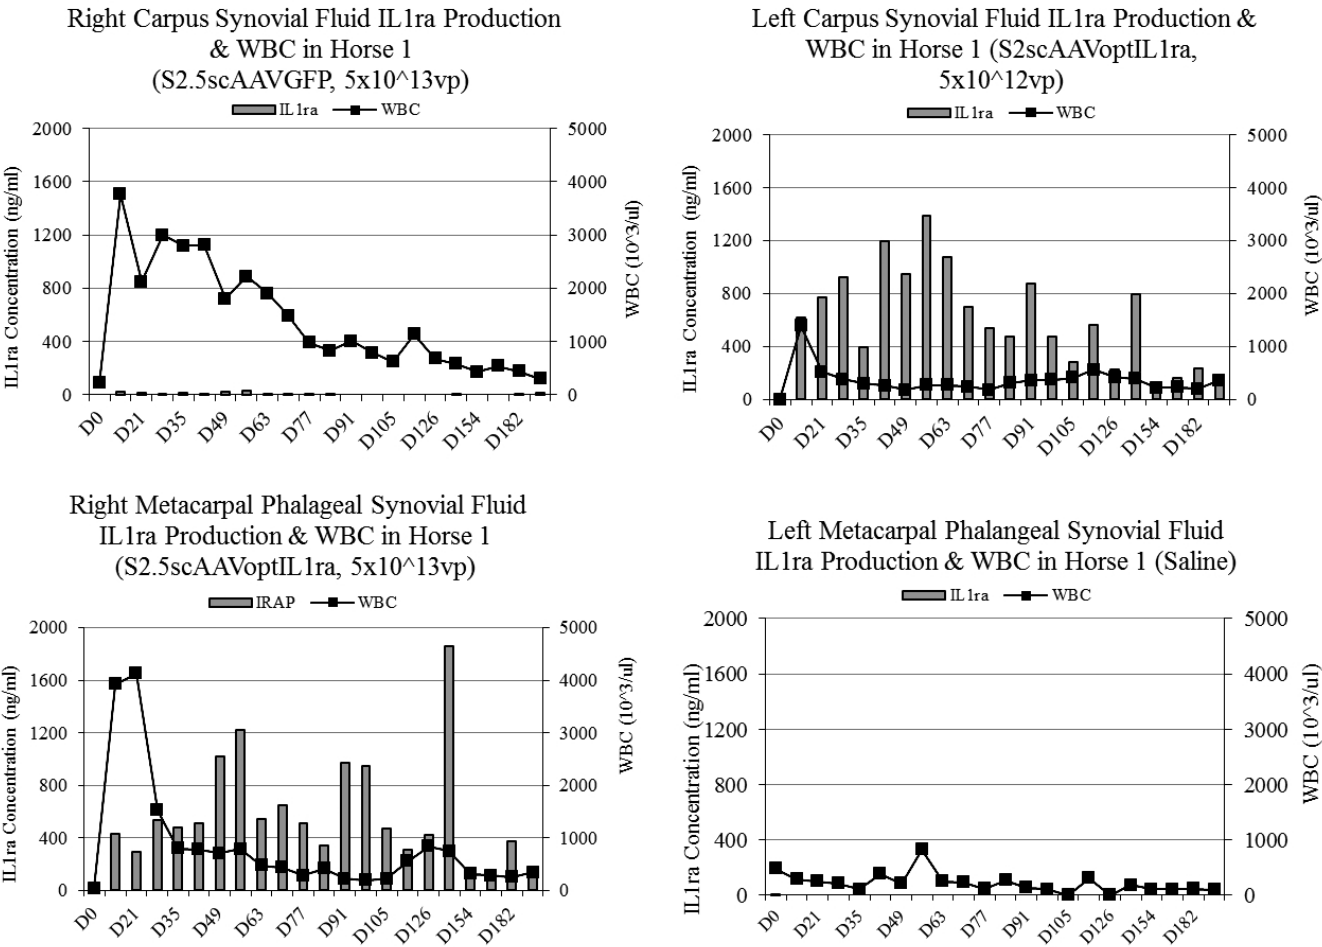 Right Carpus Synovial Fluid IL1ra Production
& WBC in Horse 1
(S2.5scAAVGFP, 5x10^13vp)
IL1ra WBC
2000
1600
1200
800
400
0
IL1ra Concentration (ng/ml)
5000
4000
3000
2000
1000
0
WBC (10^3/ul)
D0 D21 D35 D49 D63 D77 D91 D105 D126 D154 D182
Left Carpus Synovial Fluid IL1ra Production &
WBC in Horse 1 (S2scAAVoptIL1ra,
5x10^12vp)
IL1ra WBC
2000
1600
1200
800
400
0
IL1ra Concentration (ng/ml)
5000
4000
3000
2000
1000
0
WBC (10^3/ul)
D0 D21 D35 D49 D63 D77 D91 D105 D126 D154 D182
Right Metacarpal Phalageal Synovial Fluid
IL1ra Production & WBC in Horse 1
(S2.5scAAVoptIL1ra, 5x10^13vp)
IRAP WBC
2000
1600
1200
800
400
0
IL1ra Concentration (ng/ml)
5000
4000
3000
2000
1000
0
WBC (10^3/ul)
D0 D21 D35 D49 D63 D77 D91 D105 D126 D154 D182
Left Metacarpal Phalangeal Synovial Fluid
IL1ra Production & WBC in Horse 1 (Saline)
IL1ra WBC
2000
1600
1200
800
400
0
IL1ra Concentration (ng/ml)
5000
4000
3000
2000
1000
0
WBC (10^3/ul)
D0 D21 D35 D49 D63 D77 D91 D105 D126 D154 D182